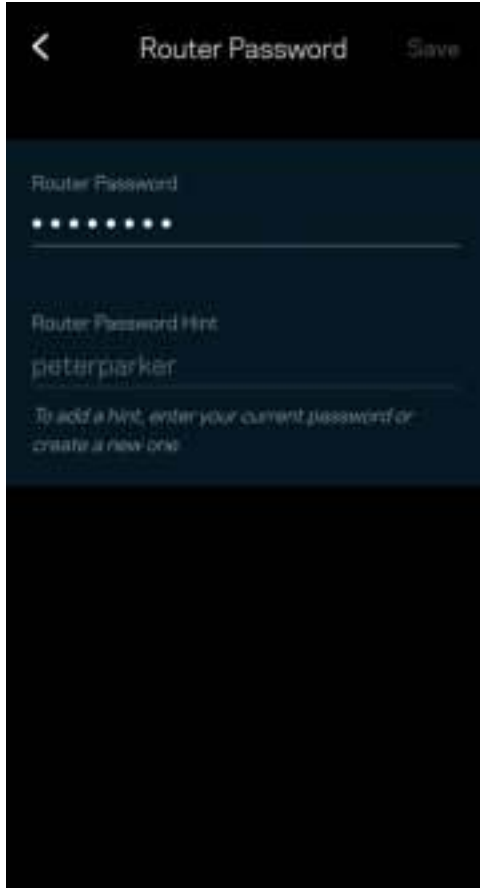 Router Password
Save
Router Password
••••••••
Router Password Hint
peterparker
To add a hint, enter your current password or
create a new one